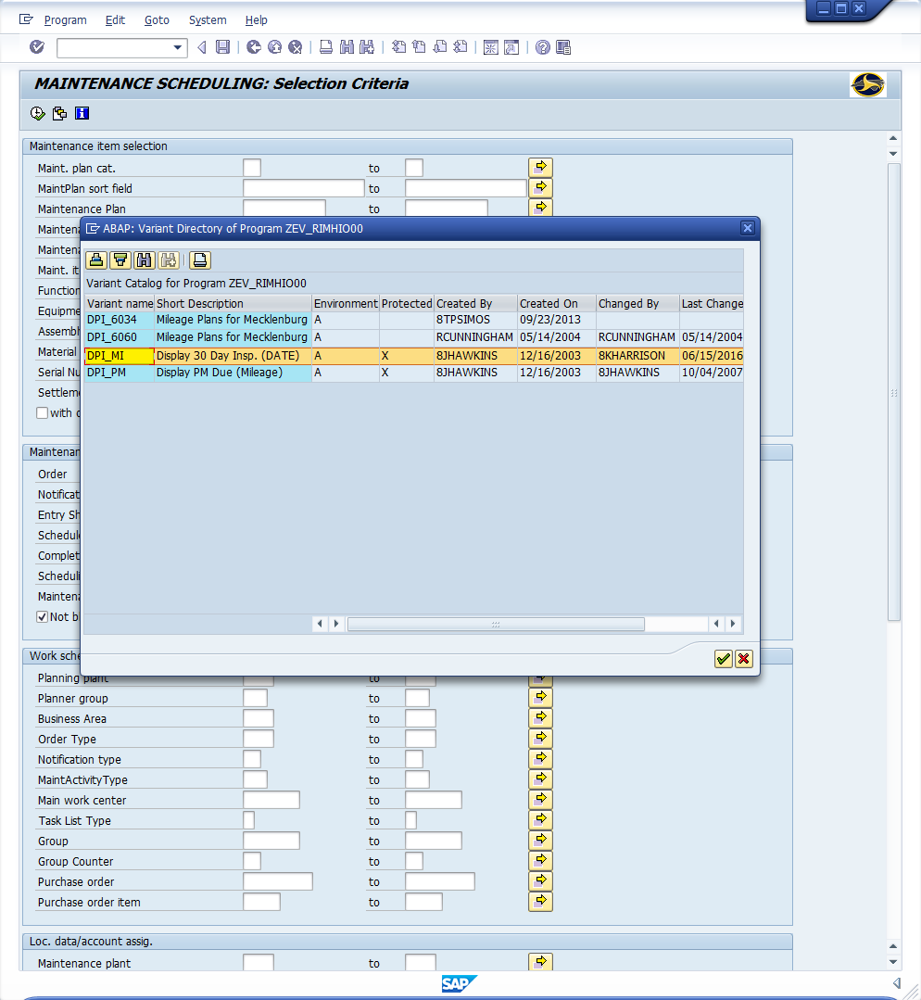 Program Edit Goto System Help
MAINTENANCE SCHEDULING: Selection Criteria
Maintenance item selection
Maint. plan cat. to
MaintPlan sort field to
Maintenance Plan to
ABAP: Variant Directory of Program ZEV_RIMHIO00
Variant Catalog for Program ZEV_RIMHIO00
Variant name Short Description Environment Protected Created By Created On Changed By Last Change
DPI_6034 Mileage Plans for Mecklenburg A 8TPSIMOS 09/23/2013
DPI_6060 Mileage Plans for Mecklenburg A RCUNNINGHAM 05/14/2004 RCUNNINGHAM 05/14/2004
DPI_MI Display 30 Day Insp. (DATE) A X 8JHAWKINS 12/16/2003 8KHARRISON 06/15/2016
DPI_PM Display PM Due (Mileage) A X 8JHAWKINS 12/16/2003 8JHAWKINS 10/04/2007
Maintena
Maintena
Maint. it
Function
Equipme
Assembl
Material
Serial Nu
Settlem
with o
Maintenan
Order
Notificat
Entry Sh
Schedul
Complet
Scheduli
Maintena
Not b
Work sche
Planning plant to
Planner group to
Business Area to
Order Type to
Notification type to
MaintActivityType to
Main work center to
Task List Type to
Group to
Group Counter to
Purchase order to
Purchase order item to
Loc. data/account assig.
Maintenance plant to
SAP